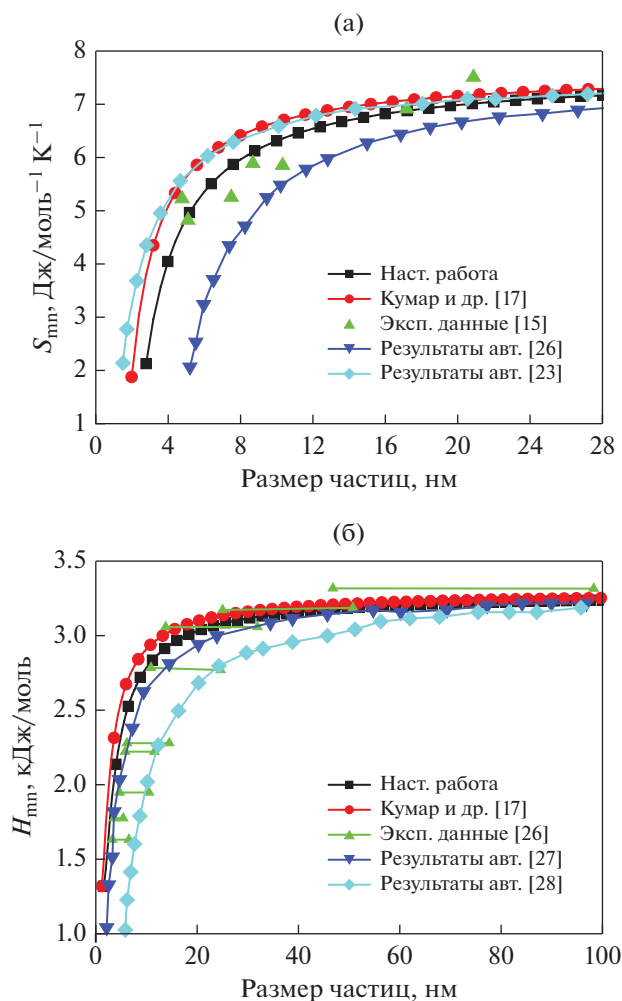 (а)
8
7
6
5
4
3
2
1
S_mn, Дж/моль⁻¹ К⁻¹
Наст. работа
Кумар и др. [17]
Эксп. данные [15]
Результаты авт. [26]
Результаты авт. [23]
0 4 8 12 16 20 24 28
Размер частиц, нм
(б)
3.5
3.0
2.5
2.0
1.5
1.0
H_mn, кДж/моль
Наст. работа
Кумар и др. [17]
Эксп. данные [26]
Результаты авт. [27]
Результаты авт. [28]
0 20 40 60 80 100
Размер частиц, нм